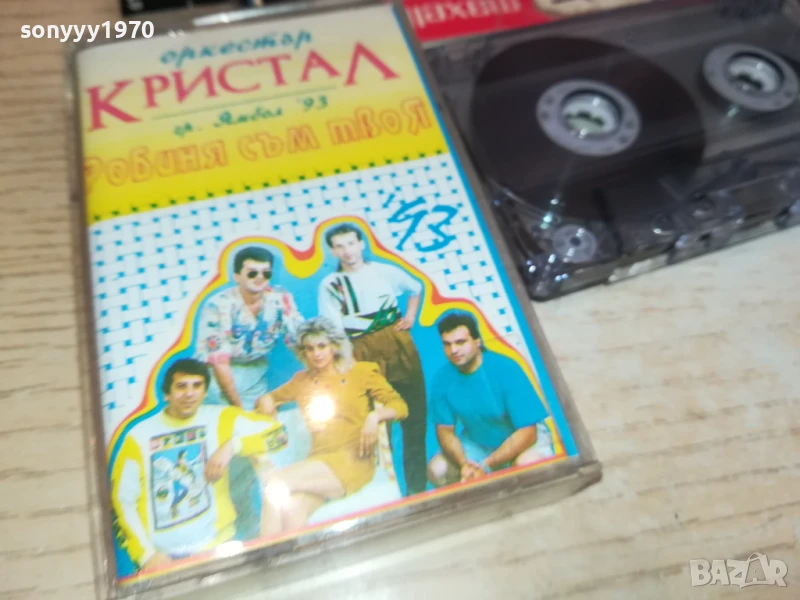 sonyyy1970
оркестър
КРИСТАЛ
гр. Ямбол '93
Робиня съм твоя
'93
BAZAR